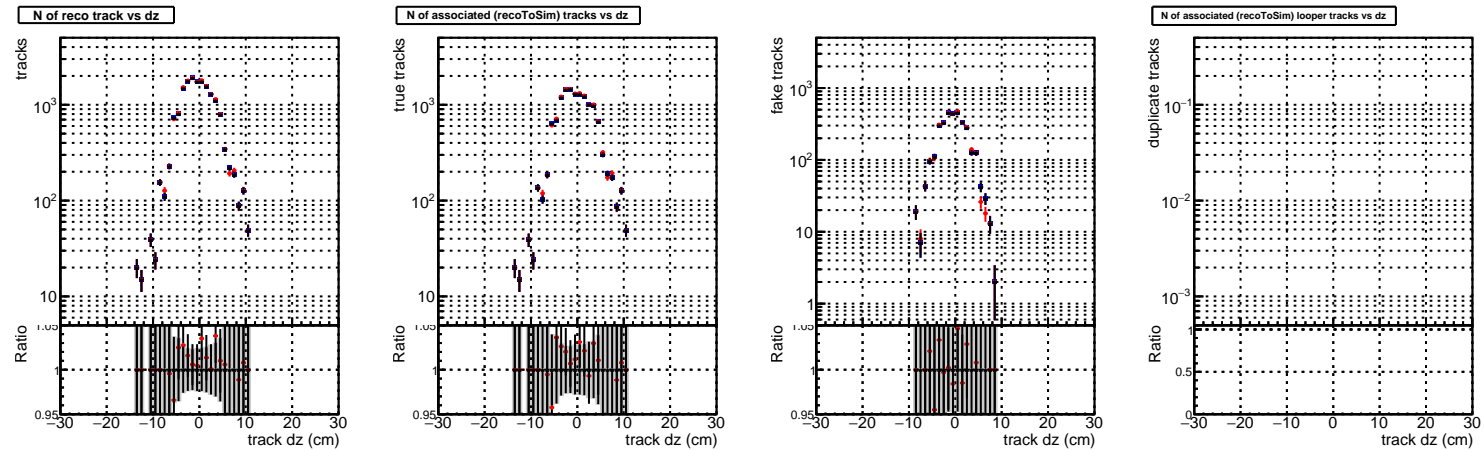 N of reco track vs dz
tracks
10³
10²
10
Ratio
1.05
1
0.95
−30 −20 −10 0 10 20 30
track dz (cm)
N of associated (recoToSim) tracks vs dz
true tracks
10³
10²
10
Ratio
1.05
1
0.95
−30 −20 −10 0 10 20 30
track dz (cm)
fake tracks
10³
10²
10
1
Ratio
1.05
1
0.95
−30 −20 −10 0 10 20 30
track dz (cm)
N of associated (recoToSim) looper tracks vs dz
duplicate tracks
10⁻¹
10⁻²
10⁻³
Ratio
1
0.5
0
−30 −20 −10 0 10 20 30
track dz (cm)